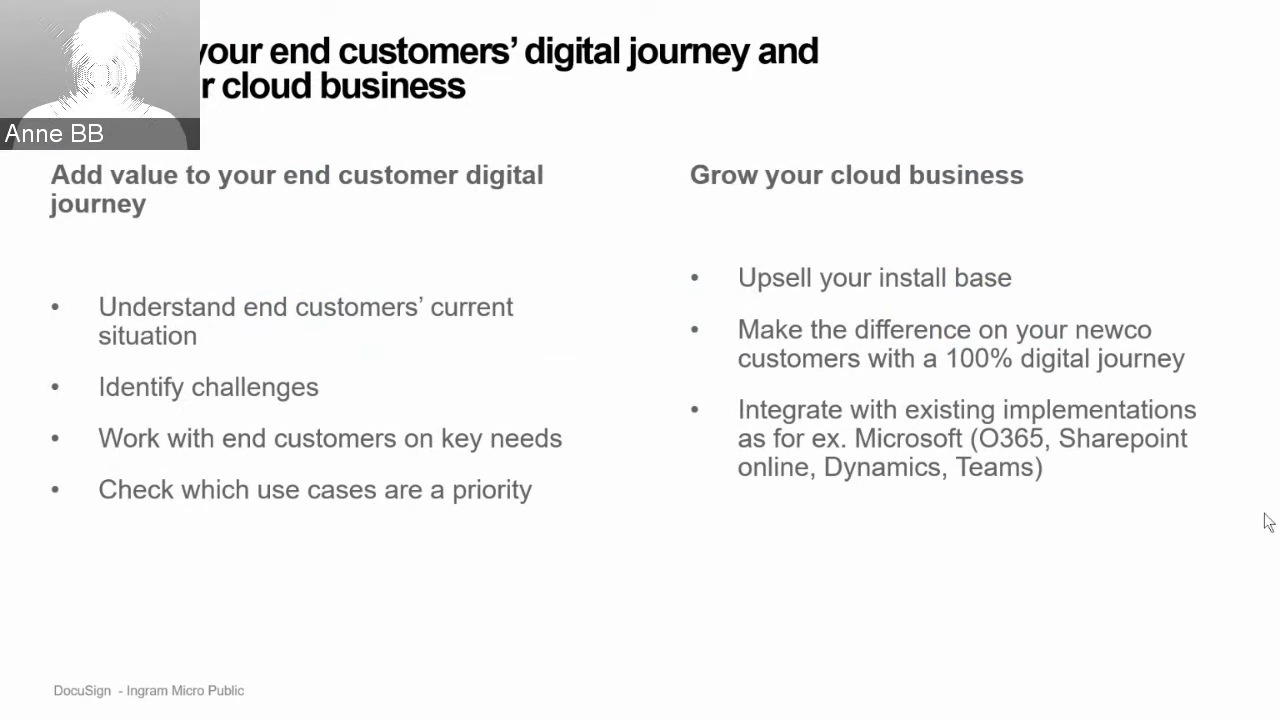 your end customers’ digital journey and
r cloud business
Anne BB
Add value to your end customer digital
journey
• Understand end customers’ current
situation
• Identify challenges
• Work with end customers on key needs
• Check which use cases are a priority
Grow your cloud business
• Upsell your install base
• Make the difference on your newco
customers with a 100% digital journey
• Integrate with existing implementations
as for ex. Microsoft (O365, Sharepoint
online, Dynamics, Teams)
DocuSign - Ingram Micro Public